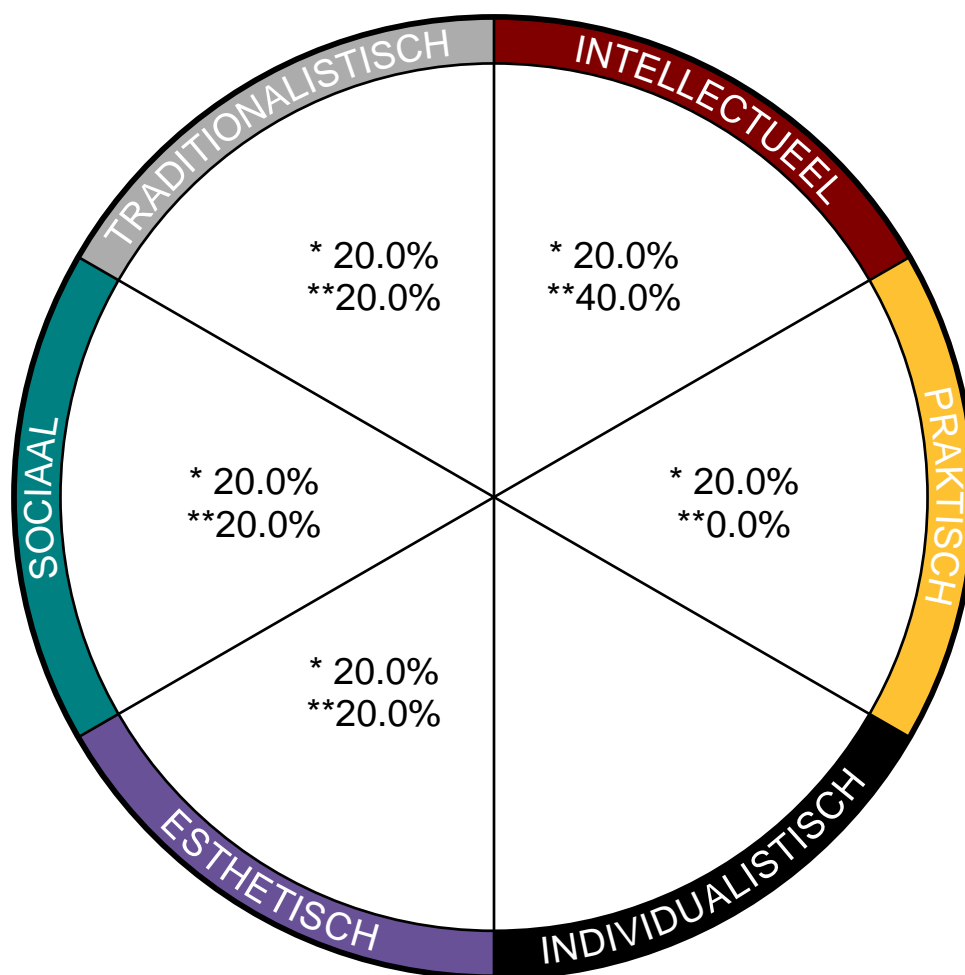 TRADITIONALISTISCH
INTELLECTUEEL
* 20.0%
**20.0%
* 20.0%
**40.0%
SOCIAAL
* 20.0%
**20.0%
* 20.0%
**0.0%
PRAKTISCH
* 20.0%
**20.0%
ESTHETISCH
INDIVIDUALISTISCH